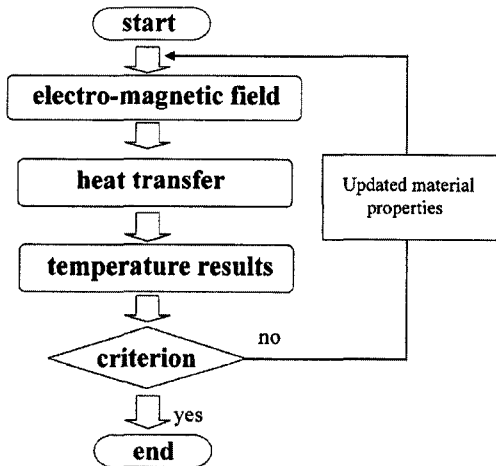 start
electro-magnetic field
heat transfer
Updated material
properties
temperature results
no
criterion
yes
end